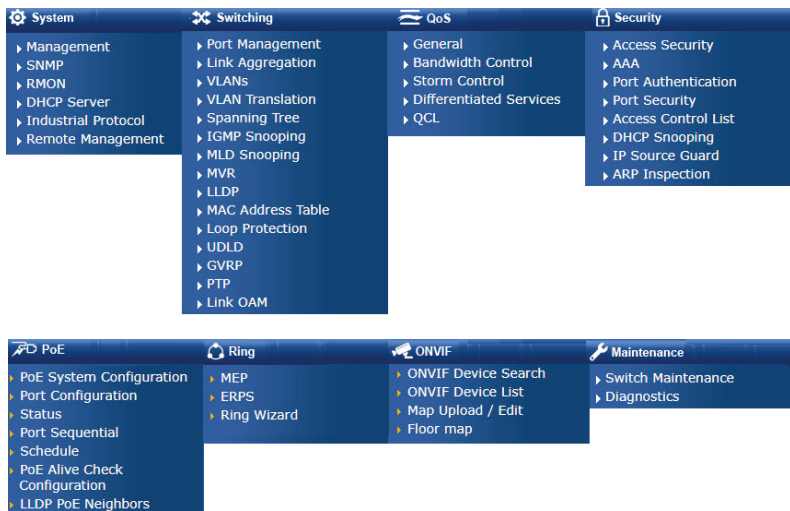 System
Management
SNMP
RMON
DHCP Server
Industrial Protocol
Remote Management
Switching
Port Management
Link Aggregation
VLANs
VLAN Translation
Spanning Tree
IGMP Snooping
MLD Snooping
MVR
LLDP
MAC Address Table
Loop Protection
UDLD
GVRP
PTP
Link OAM
QoS
General
Bandwidth Control
Storm Control
Differentiated Services
QCL
Security
Access Security
AAA
Port Authentication
Port Security
Access Control List
DHCP Snooping
IP Source Guard
ARP Inspection
PoE
PoE System Configuration
Port Configuration
Status
Port Sequential
Schedule
PoE Alive Check
Configuration
LLDP PoE Neighbors
Ring
MEP
ERPS
Ring Wizard
ONVIF
ONVIF Device Search
ONVIF Device List
Map Upload / Edit
Floor map
Maintenance
Switch Maintenance
Diagnostics